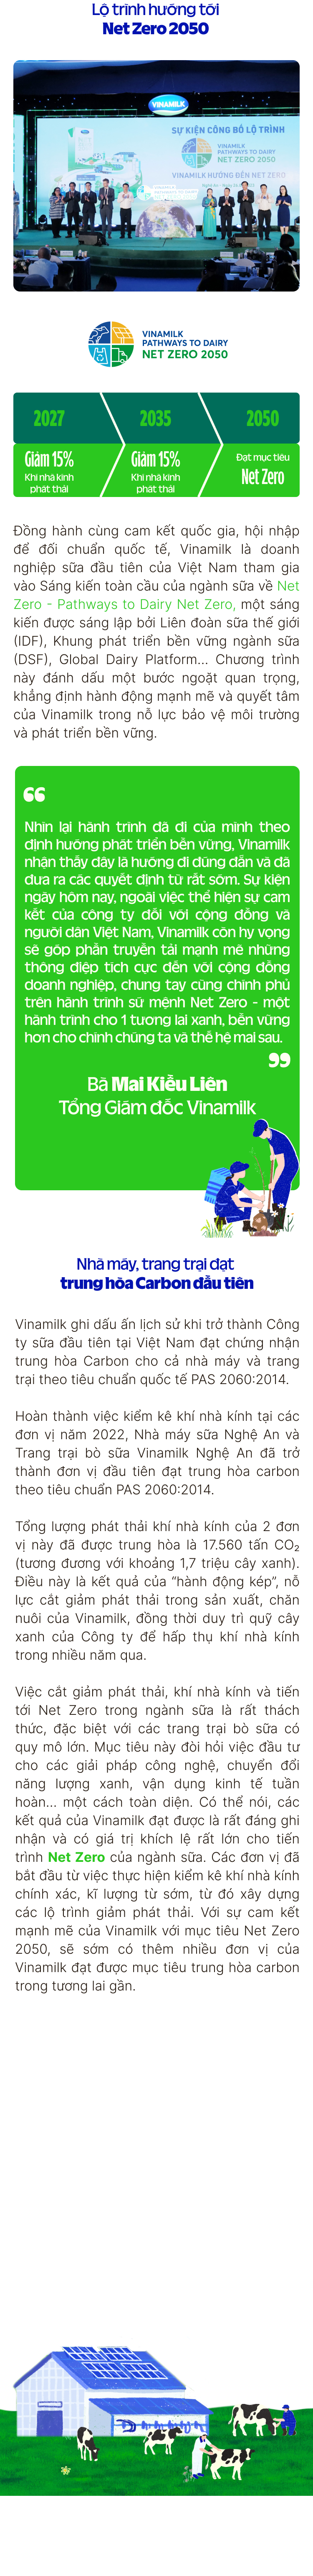 Lộ trình hướng tới
Net Zero 2050
VINAMILK
SỰ KIỆN CÔNG BỐ LỘ TRÌNH
VINAMILK
PATHWAYS TO DAIRY
NET ZERO 2050
VINAMILK HƯỚNG ĐẾN NET ZERO
VINAMILK
PATHWAYS TO DAIRY
NET ZERO 2050
2027
2035
2050
Giảm 15%
Khí nhà kính
phát thải
Giảm 15%
Khí nhà kính
phát thải
Đạt mục tiêu
Net Zero
Đồng hành cùng cam kết quốc gia, hội nhập
để đối chuẩn quốc tế, Vinamilk là doanh
nghiệp sữa đầu tiên của Việt Nam tham gia
vào Sáng kiến toàn cầu của ngành sữa về Net
Zero - Pathways to Dairy Net Zero, một sáng
kiến được sáng lập bởi Liên đoàn sữa thế giới
(IDF), Khung phát triển bền vững ngành sữa
(DSF), Global Dairy Platform... Chương trình
này đánh dấu một bước ngoặt quan trọng,
khẳng định hành động mạnh mẽ và quyết tâm
của Vinamilk trong nỗ lực bảo vệ môi trường
và phát triển bền vững.
“
Nhìn lại hành trình đã đi của mình theo
định hướng phát triển bền vững, Vinamilk
nhận thấy đây là hướng đi đúng đắn và đã
đưa ra các quyết định từ rất sớm. Sự kiện
ngày hôm nay, ngoài việc thể hiện sự cam
kết của công ty đối với cộng đồng và
người dân Việt Nam, Vinamilk còn hy vọng
sẽ góp phần truyền tải mạnh mẽ những
thông điệp tích cực đến với cộng đồng
doanh nghiệp, chung tay cùng chính phủ
trên hành trình sứ mệnh Net Zero - một
hành trình cho 1 tương lai xanh, bền vững
hơn cho chính chúng ta và thế hệ mai sau.
”
Bà Mai Kiều Liên
Tổng Giám đốc Vinamilk
Nhà máy, trang trại đạt
trung hòa Carbon đầu tiên
Vinamilk ghi dấu ấn lịch sử khi trở thành Công
ty sữa đầu tiên tại Việt Nam đạt chứng nhận
trung hòa Carbon cho cả nhà máy và trang
trại theo tiêu chuẩn quốc tế PAS 2060:2014.
Hoàn thành việc kiểm kê khí nhà kính tại các
đơn vị năm 2022, Nhà máy sữa Nghệ An và
Trang trại bò sữa Vinamilk Nghệ An đã trở
thành đơn vị đầu tiên đạt trung hòa carbon
theo tiêu chuẩn PAS 2060:2014.
Tổng lượng phát thải khí nhà kính của 2 đơn
vị này đã được trung hòa là 17.560 tấn CO₂
(tương đương với khoảng 1,7 triệu cây xanh).
Điều này là kết quả của “hành động kép”, nỗ
lực cắt giảm phát thải trong sản xuất, chăn
nuôi của Vinamilk, đồng thời duy trì quỹ cây
xanh của Công ty để hấp thụ khí nhà kính
trong nhiều năm qua.
Việc cắt giảm phát thải, khí nhà kính và tiến
tới Net Zero trong ngành sữa là rất thách
thức, đặc biệt với các trang trại bò sữa có
quy mô lớn. Mục tiêu này đòi hỏi việc đầu tư
cho các giải pháp công nghệ, chuyển đổi
năng lượng xanh, vận dụng kinh tế tuần
hoàn... một cách toàn diện. Có thể nói, các
kết quả của Vinamilk đạt được là rất đáng ghi
nhận và có giá trị khích lệ rất lớn cho tiến
trình Net Zero của ngành sữa. Các đơn vị đã
bắt đầu từ việc thực hiện kiểm kê khí nhà kính
chính xác, kĩ lượng từ sớm, từ đó xây dựng
các lộ trình giảm phát thải. Với sự cam kết
mạnh mẽ của Vinamilk với mục tiêu Net Zero
2050, sẽ sớm có thêm nhiều đơn vị của
Vinamilk đạt được mục tiêu trung hòa carbon
trong tương lai gần.